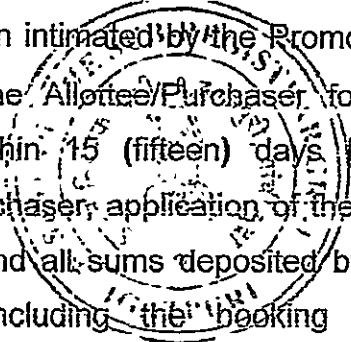 n intimated by the Promo
ne Allottee/Purchaser fo
hin 15 (fifteen) days
chaser, application of the
nd all sums deposited b
ncluding the booking